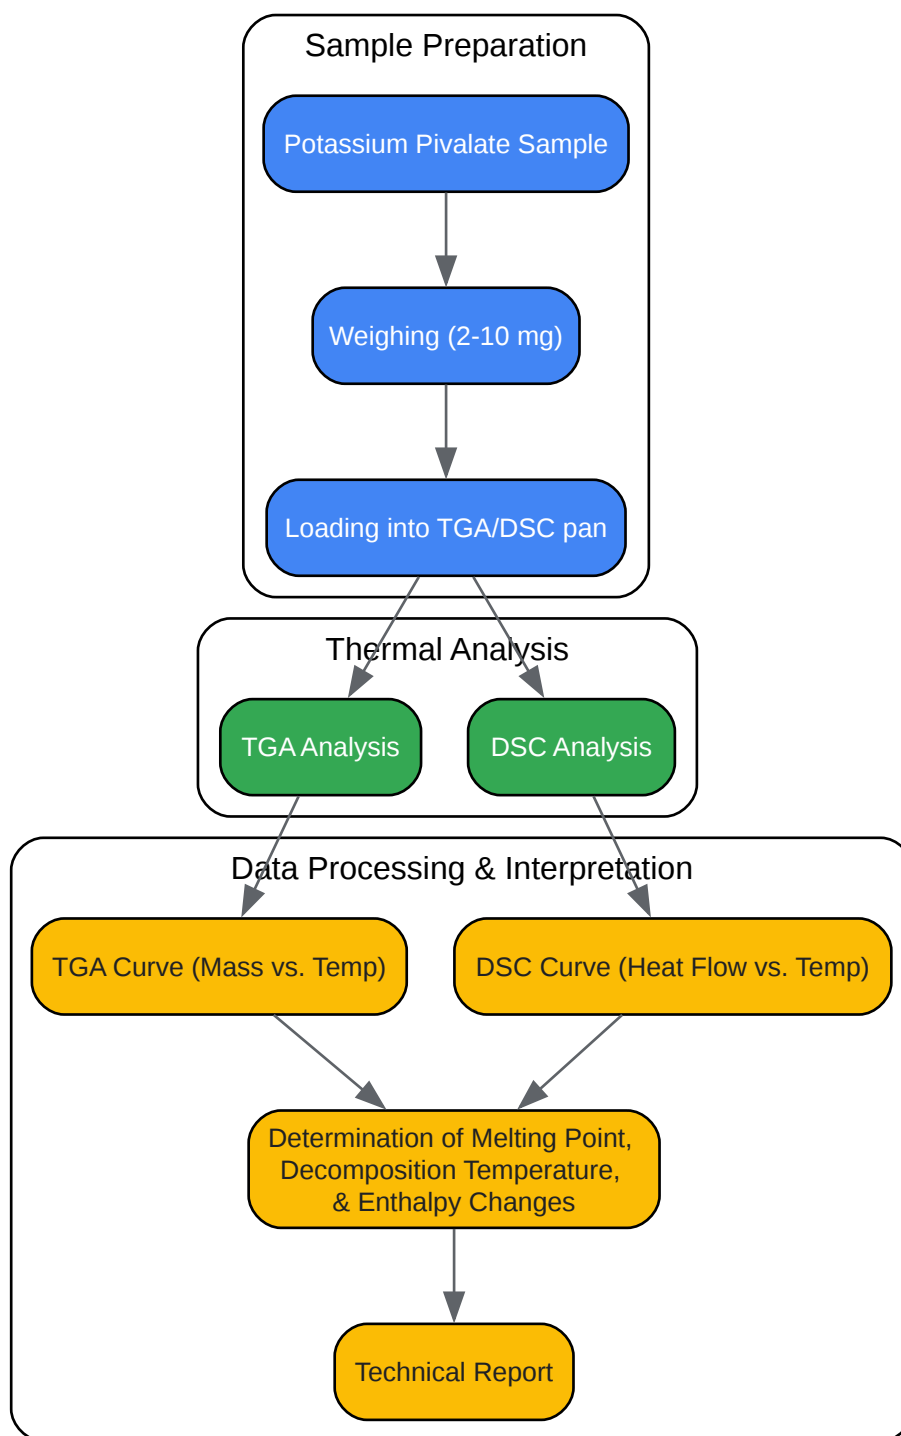 Sample Preparation
Potassium Pivalate Sample
Weighing (2-10 mg)
Loading into TGA/DSC pan
Thermal Analysis
TGA Analysis
DSC Analysis
Data Processing & Interpretation
TGA Curve (Mass vs. Temp)
DSC Curve (Heat Flow vs. Temp)
Determination of Melting Point,
Decomposition Temperature,
& Enthalpy Changes
Technical Report